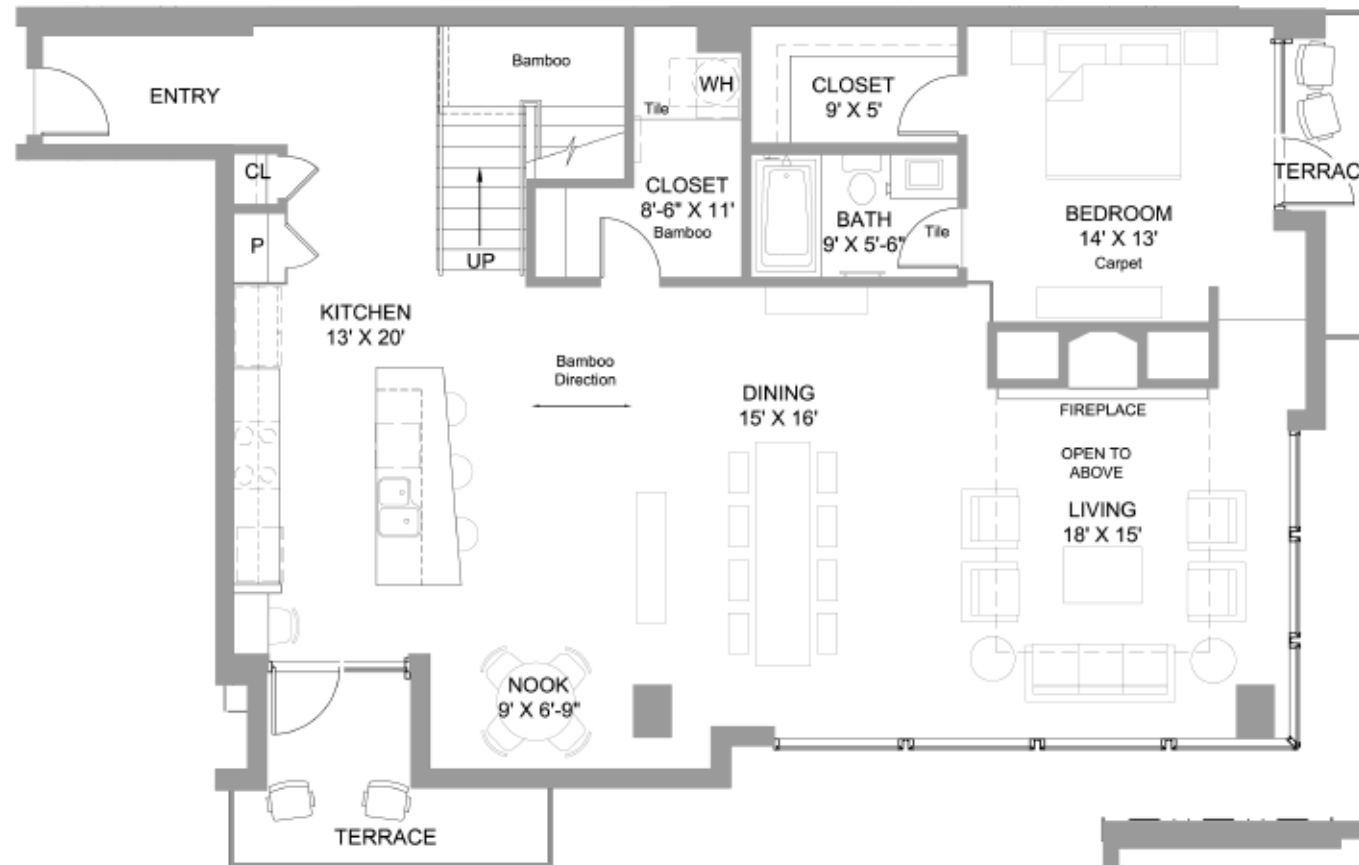 ENTRY
Bamboo
WH
Tile
CLOSET
9' X 5'
CL
P
UP
CLOSET
8'-6" X 11'
Bamboo
BATH
9' X 5'-6"
Tile
BEDROOM
14' X 13'
Carpet
TERRAC
KITCHEN
13' X 20'
Bamboo
Direction
DINING
15' X 16'
FIREPLACE
OPEN TO
ABOVE
LIVING
18' X 15'
NOOK
9' X 6'-9"
TERRACE